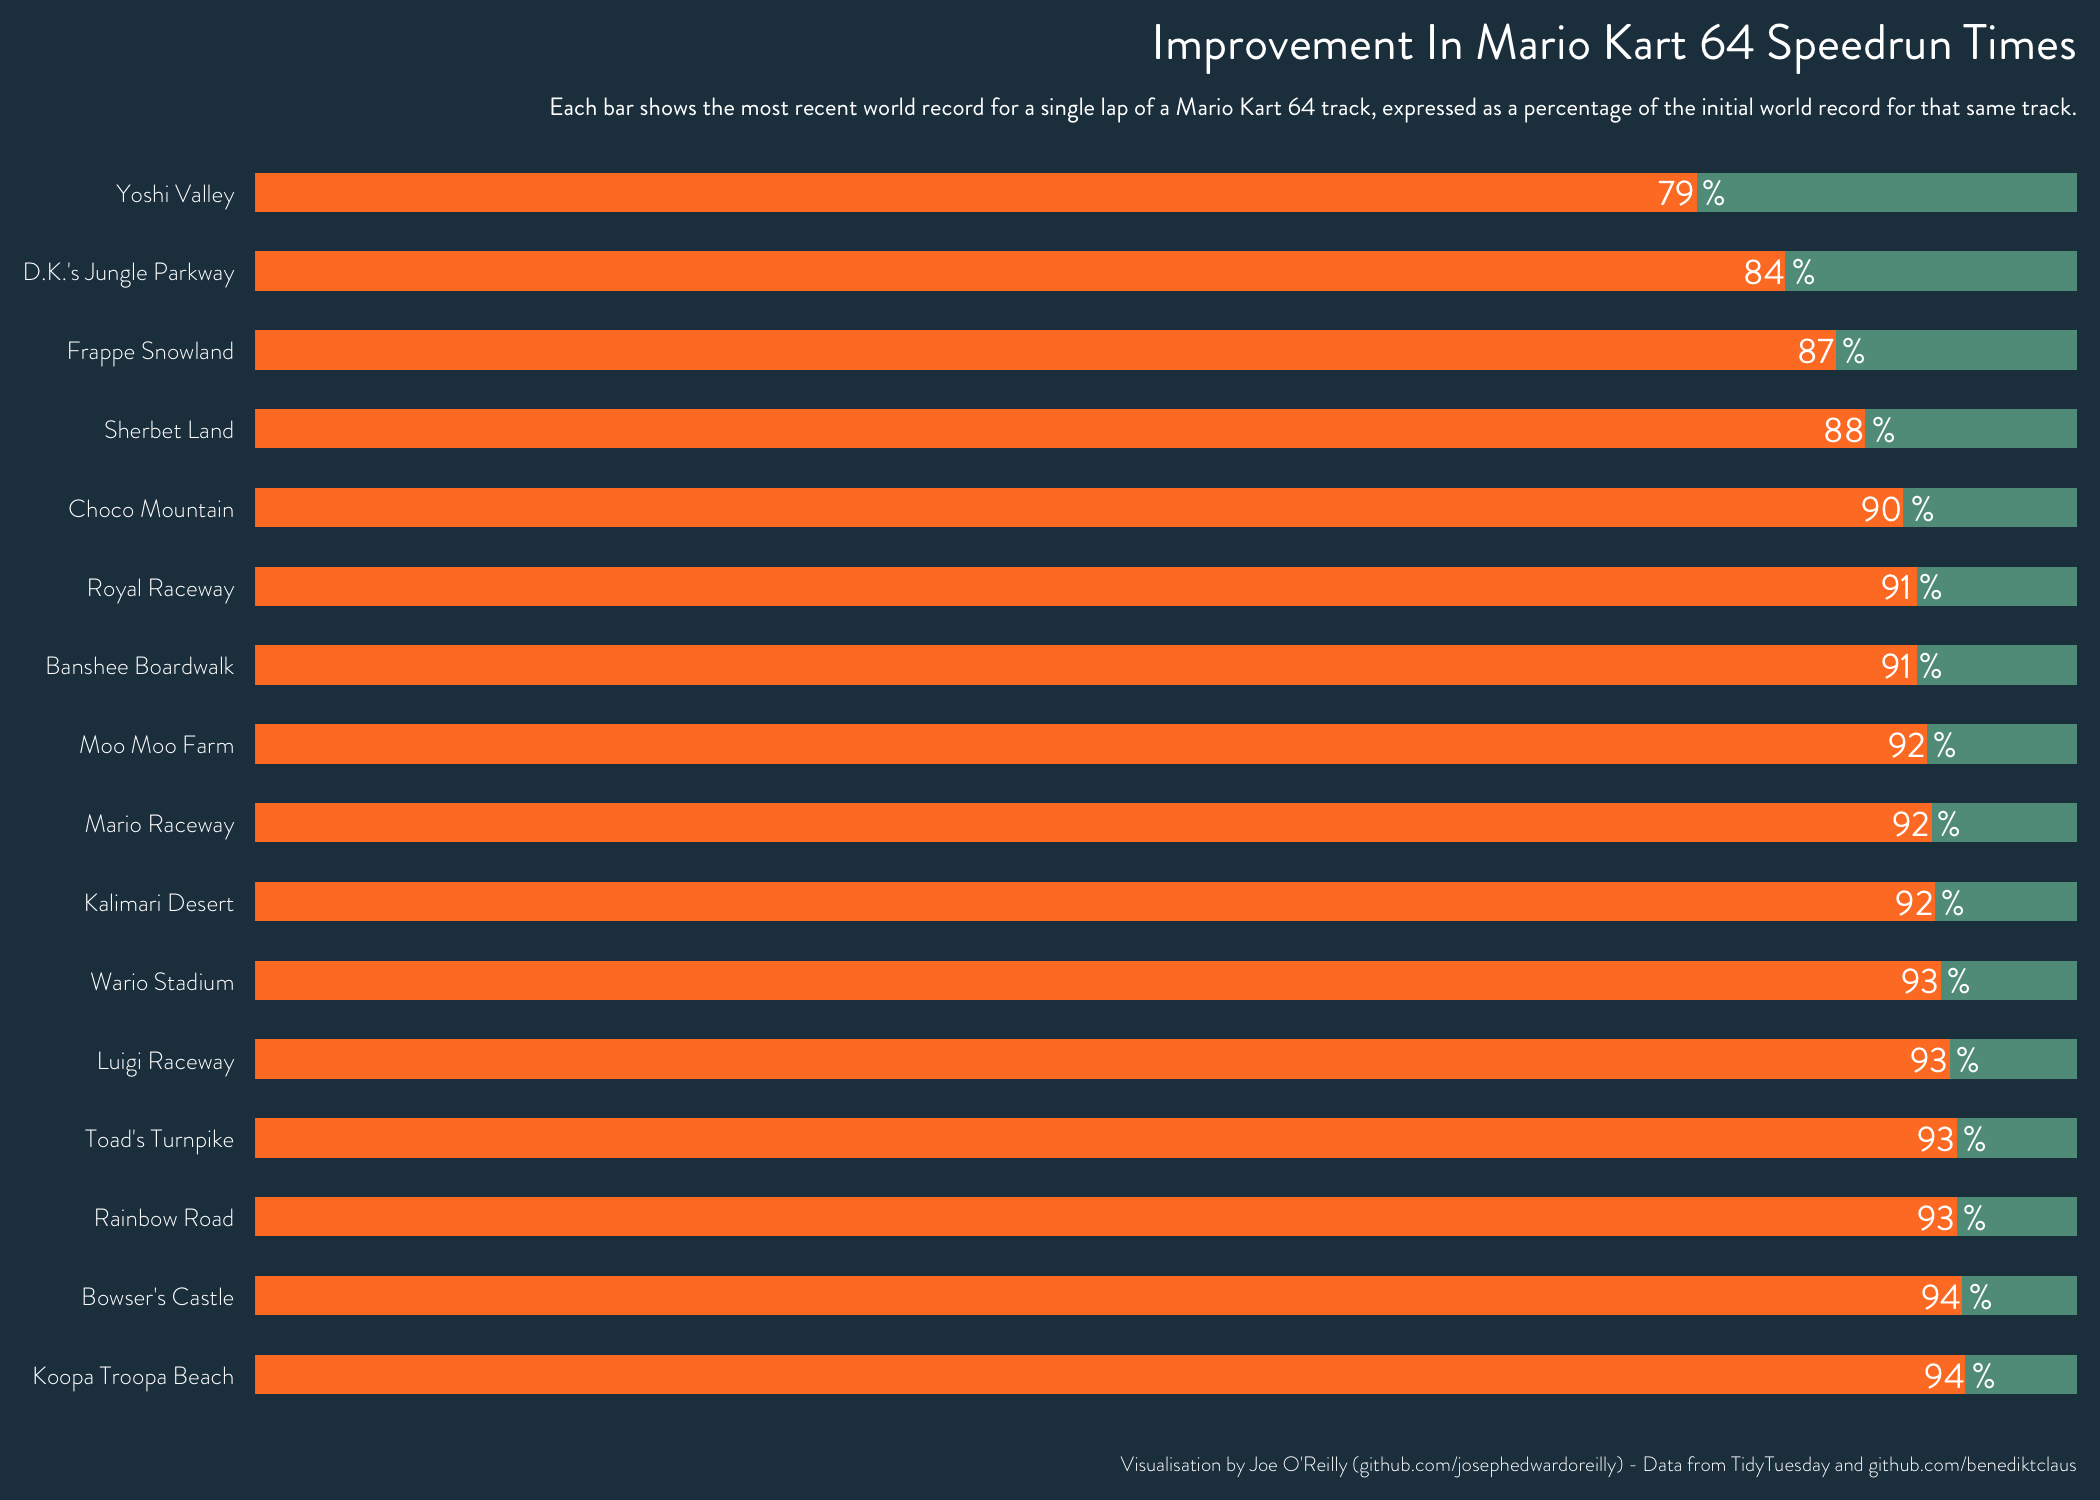 Improvement In Mario Kart 64 Speedrun Times
Each bar shows the most recent world record for a single lap of a Mario Kart 64 track, expressed as a percentage of the initial world record for that same track.
Yoshi Valley 79 %
D.K.'s Jungle Parkway 84 %
Frappe Snowland 87 %
Sherbet Land 88 %
Choco Mountain 90 %
Royal Raceway 91 %
Banshee Boardwalk 91 %
Moo Moo Farm 92 %
Mario Raceway 92 %
Kalimari Desert 92 %
Wario Stadium 93 %
Luigi Raceway 93 %
Toad's Turnpike 93 %
Rainbow Road 93 %
Bowser's Castle 94 %
Koopa Troopa Beach 94 %
Visualisation by Joe O'Reilly (github.com/josephedwardoreilly) - Data from TidyTuesday and github.com/benediktclaus